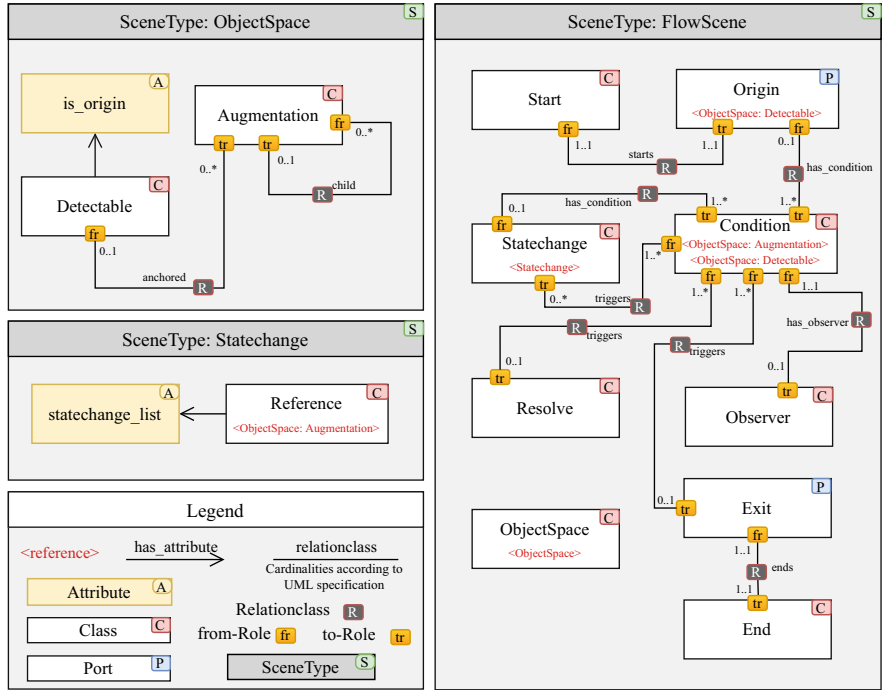 SceneType: ObjectSpace
S
is_origin
A
Augmentation
C
fr
0..*
tr
tr
0..*
0..1
R
child
Detectable
C
fr
0..1
anchored
R
SceneType: Statechange
S
statechange_list
A
Reference
C
<ObjectSpace: Augmentation>
Legend
<reference>
has_attribute
relationclass
Cardinalities according to
UML specification
Attribute
A
Relationclass
R
Class
C
from-Role
fr
to-Role
tr
Port
P
SceneType
S
SceneType: FlowScene
S
Start
C
fr
1..1
starts
R
Origin
P
<ObjectSpace: Detectable>
tr
fr
1..1
0..1
R
has_condition
1..*
has_condition
R
0..1
1..*
fr
tr
tr
Statechange
C
<Statechange>
tr
0..*
Condition
C
<ObjectSpace: Augmentation>
<ObjectSpace: Detectable>
fr
1..*
triggers
R
fr
fr
fr
1..*
1..*
1..1
R
triggers
R
triggers
has_observer
R
0..1
tr
Resolve
C
0..1
tr
Observer
C
ObjectSpace
C
<ObjectSpace>
0..1
tr
Exit
P
fr
1..1
R
ends
1..1
tr
End
C